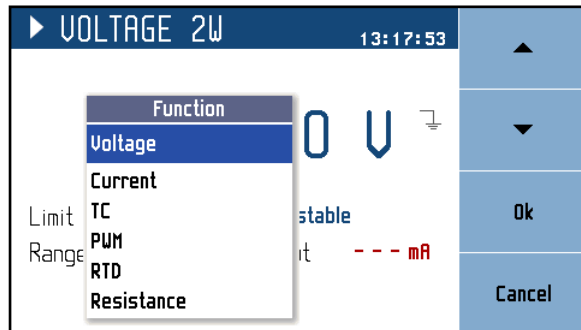 VOLTAGE 2W 13:17:53
Function
0 V
Voltage
Current
Limit TC stable Ok
PWM
Range --- mA
RTD
Resistance Cancel